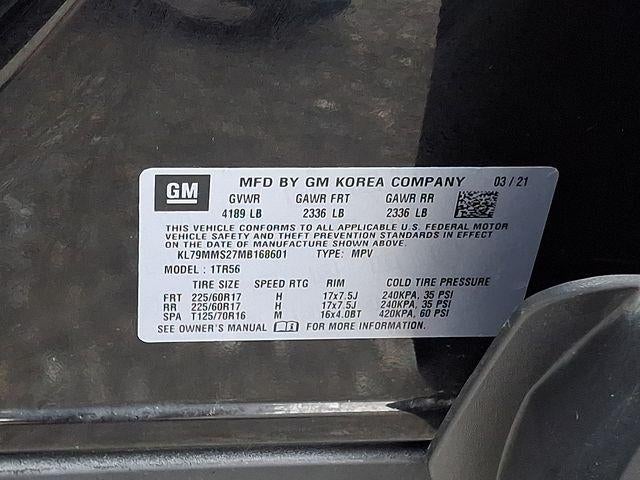 GM MFD BY GM KOREA COMPANY 03/21
GVWR GAWR FRT GAWR RR
4189 LB 2336 LB 2336 LB
THIS VEHICLE CONFORMS TO ALL APPLICABLE U.S. FEDERAL MOTOR
VEHICLE SAFETY AND THEFT PREVENTION STANDARDS IN EFFECT
ON THE DATE OF MANUFACTURE SHOWN ABOVE.
KL79MMS27MB168601 TYPE: MPV
MODEL : 1TR56
TIRE SIZE SPEED RTG RIM COLD TIRE PRESSURE
FRT 225/60R17 H 17x7.5J 240KPA, 35 PSI
RR 225/60R17 H 17x7.5J 240KPA, 35 PSI
SPA T125/70R16 M 16x4.0BT 420KPA, 60 PSI
SEE OWNER'S MANUAL FOR MORE INFORMATION.